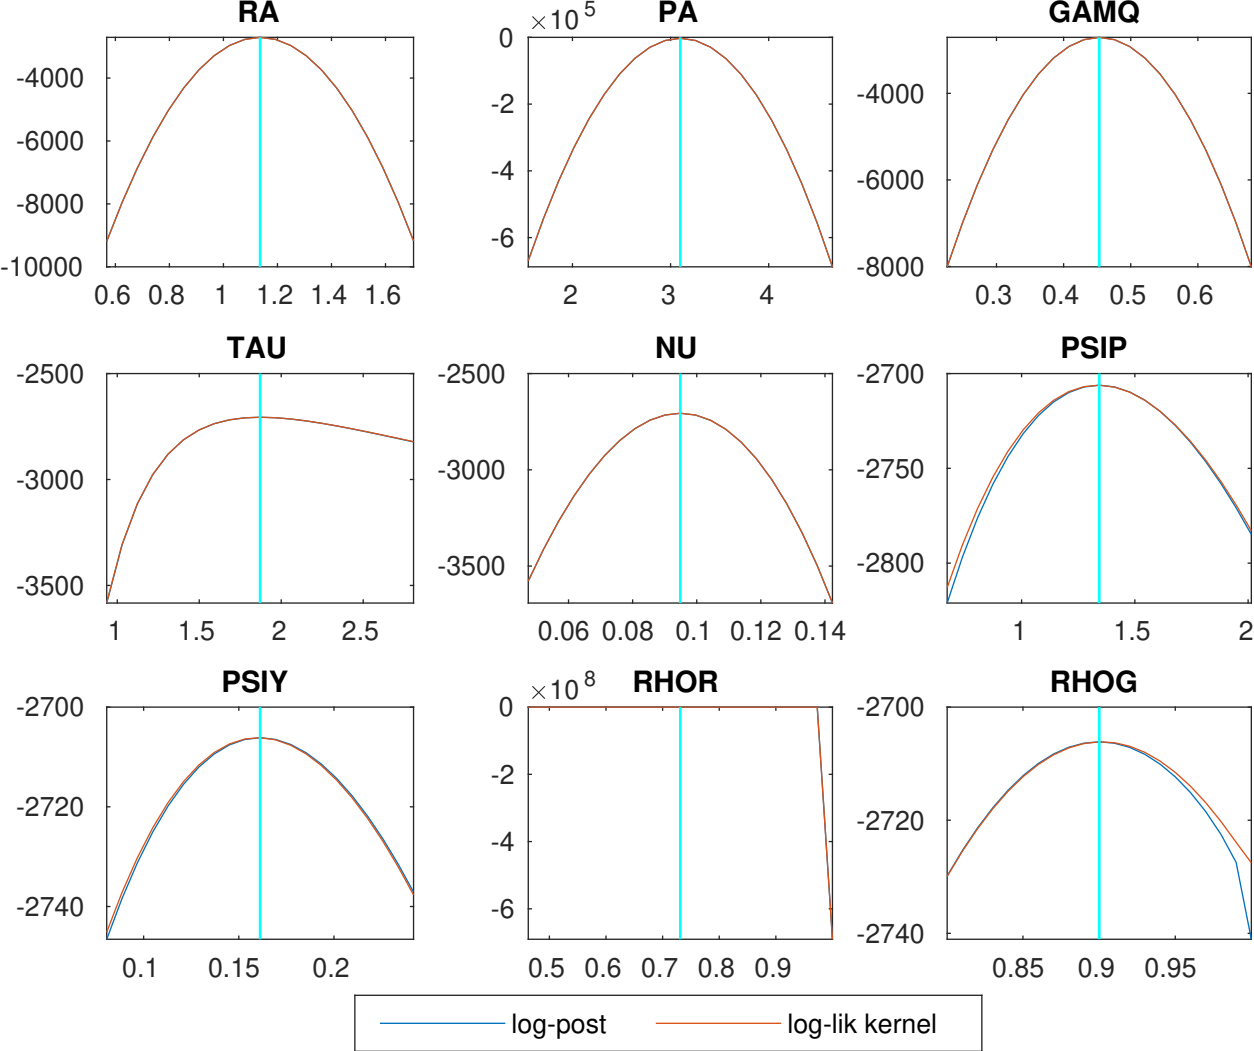 RA
-4000
-6000
-8000
-10000
0.6 0.8 1 1.2 1.4 1.6
PA
×10 5
0
-2
-4
-6
2 3 4
GAMQ
-4000
-6000
-8000
0.3 0.4 0.5 0.6
TAU
-2500
-3000
-3500
1 1.5 2 2.5
NU
-2500
-3000
-3500
0.06 0.08 0.1 0.12 0.14
PSIP
-2700
-2750
-2800
1 1.5 2
PSIY
-2700
-2720
-2740
0.1 0.15 0.2
RHOR
×10 8
0
-2
-4
-6
0.5 0.6 0.7 0.8 0.9
RHOG
-2700
-2720
-2740
0.85 0.9 0.95
log-post log-lik kernel